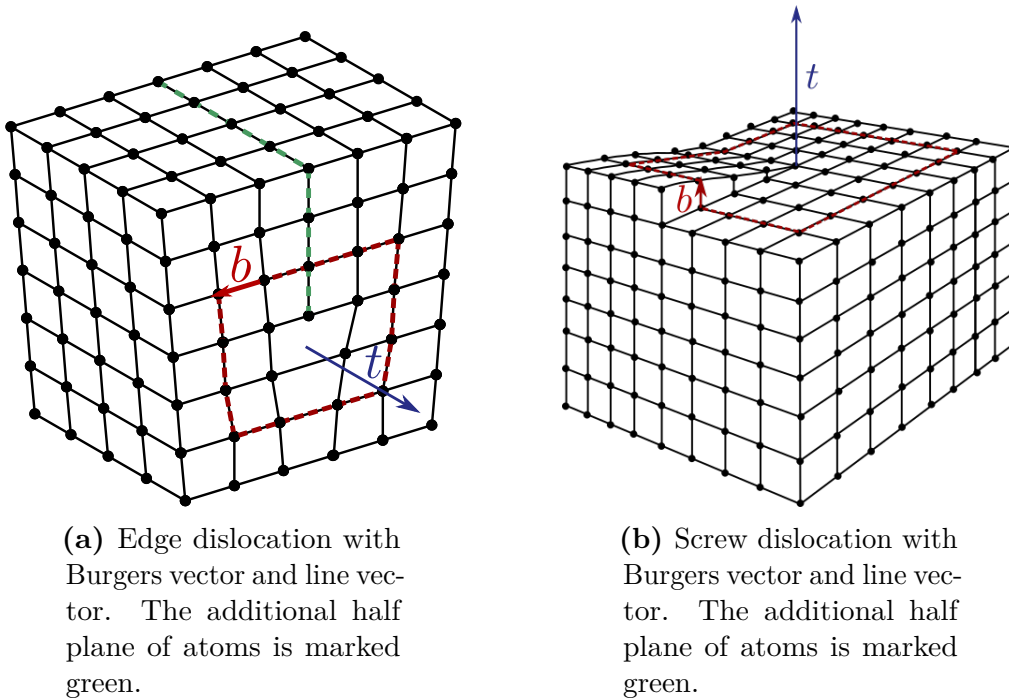 b
t
(a) Edge dislocation with
Burgers vector and line vec-
tor. The additional half
plane of atoms is marked
green.
t
b
(b) Screw dislocation with
Burgers vector and line vec-
tor. The additional half
plane of atoms is marked
green.